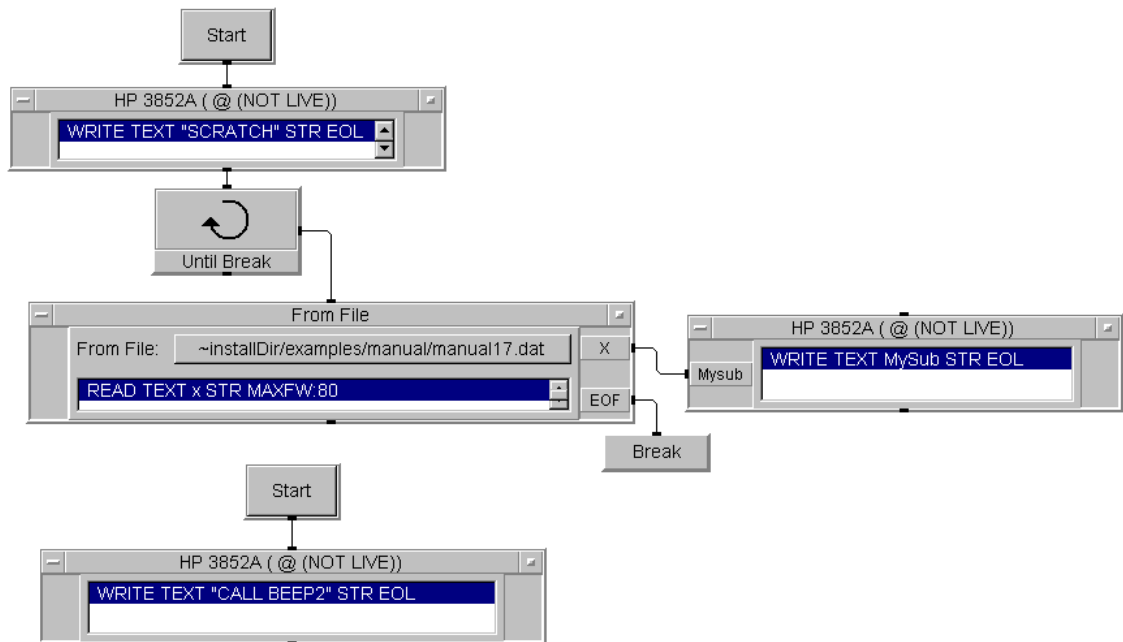 Start
HP 3852A ( @ (NOT LIVE))
WRITE TEXT "SCRATCH" STR EOL
Until Break
From File
From File: ~installDir/examples/manual/manual17.dat
X
READ TEXT x STR MAXFW:80
EOF
HP 3852A ( @ (NOT LIVE))
WRITE TEXT MySub STR EOL
Mysub
Break
Start
HP 3852A ( @ (NOT LIVE))
WRITE TEXT "CALL BEEP2" STR EOL